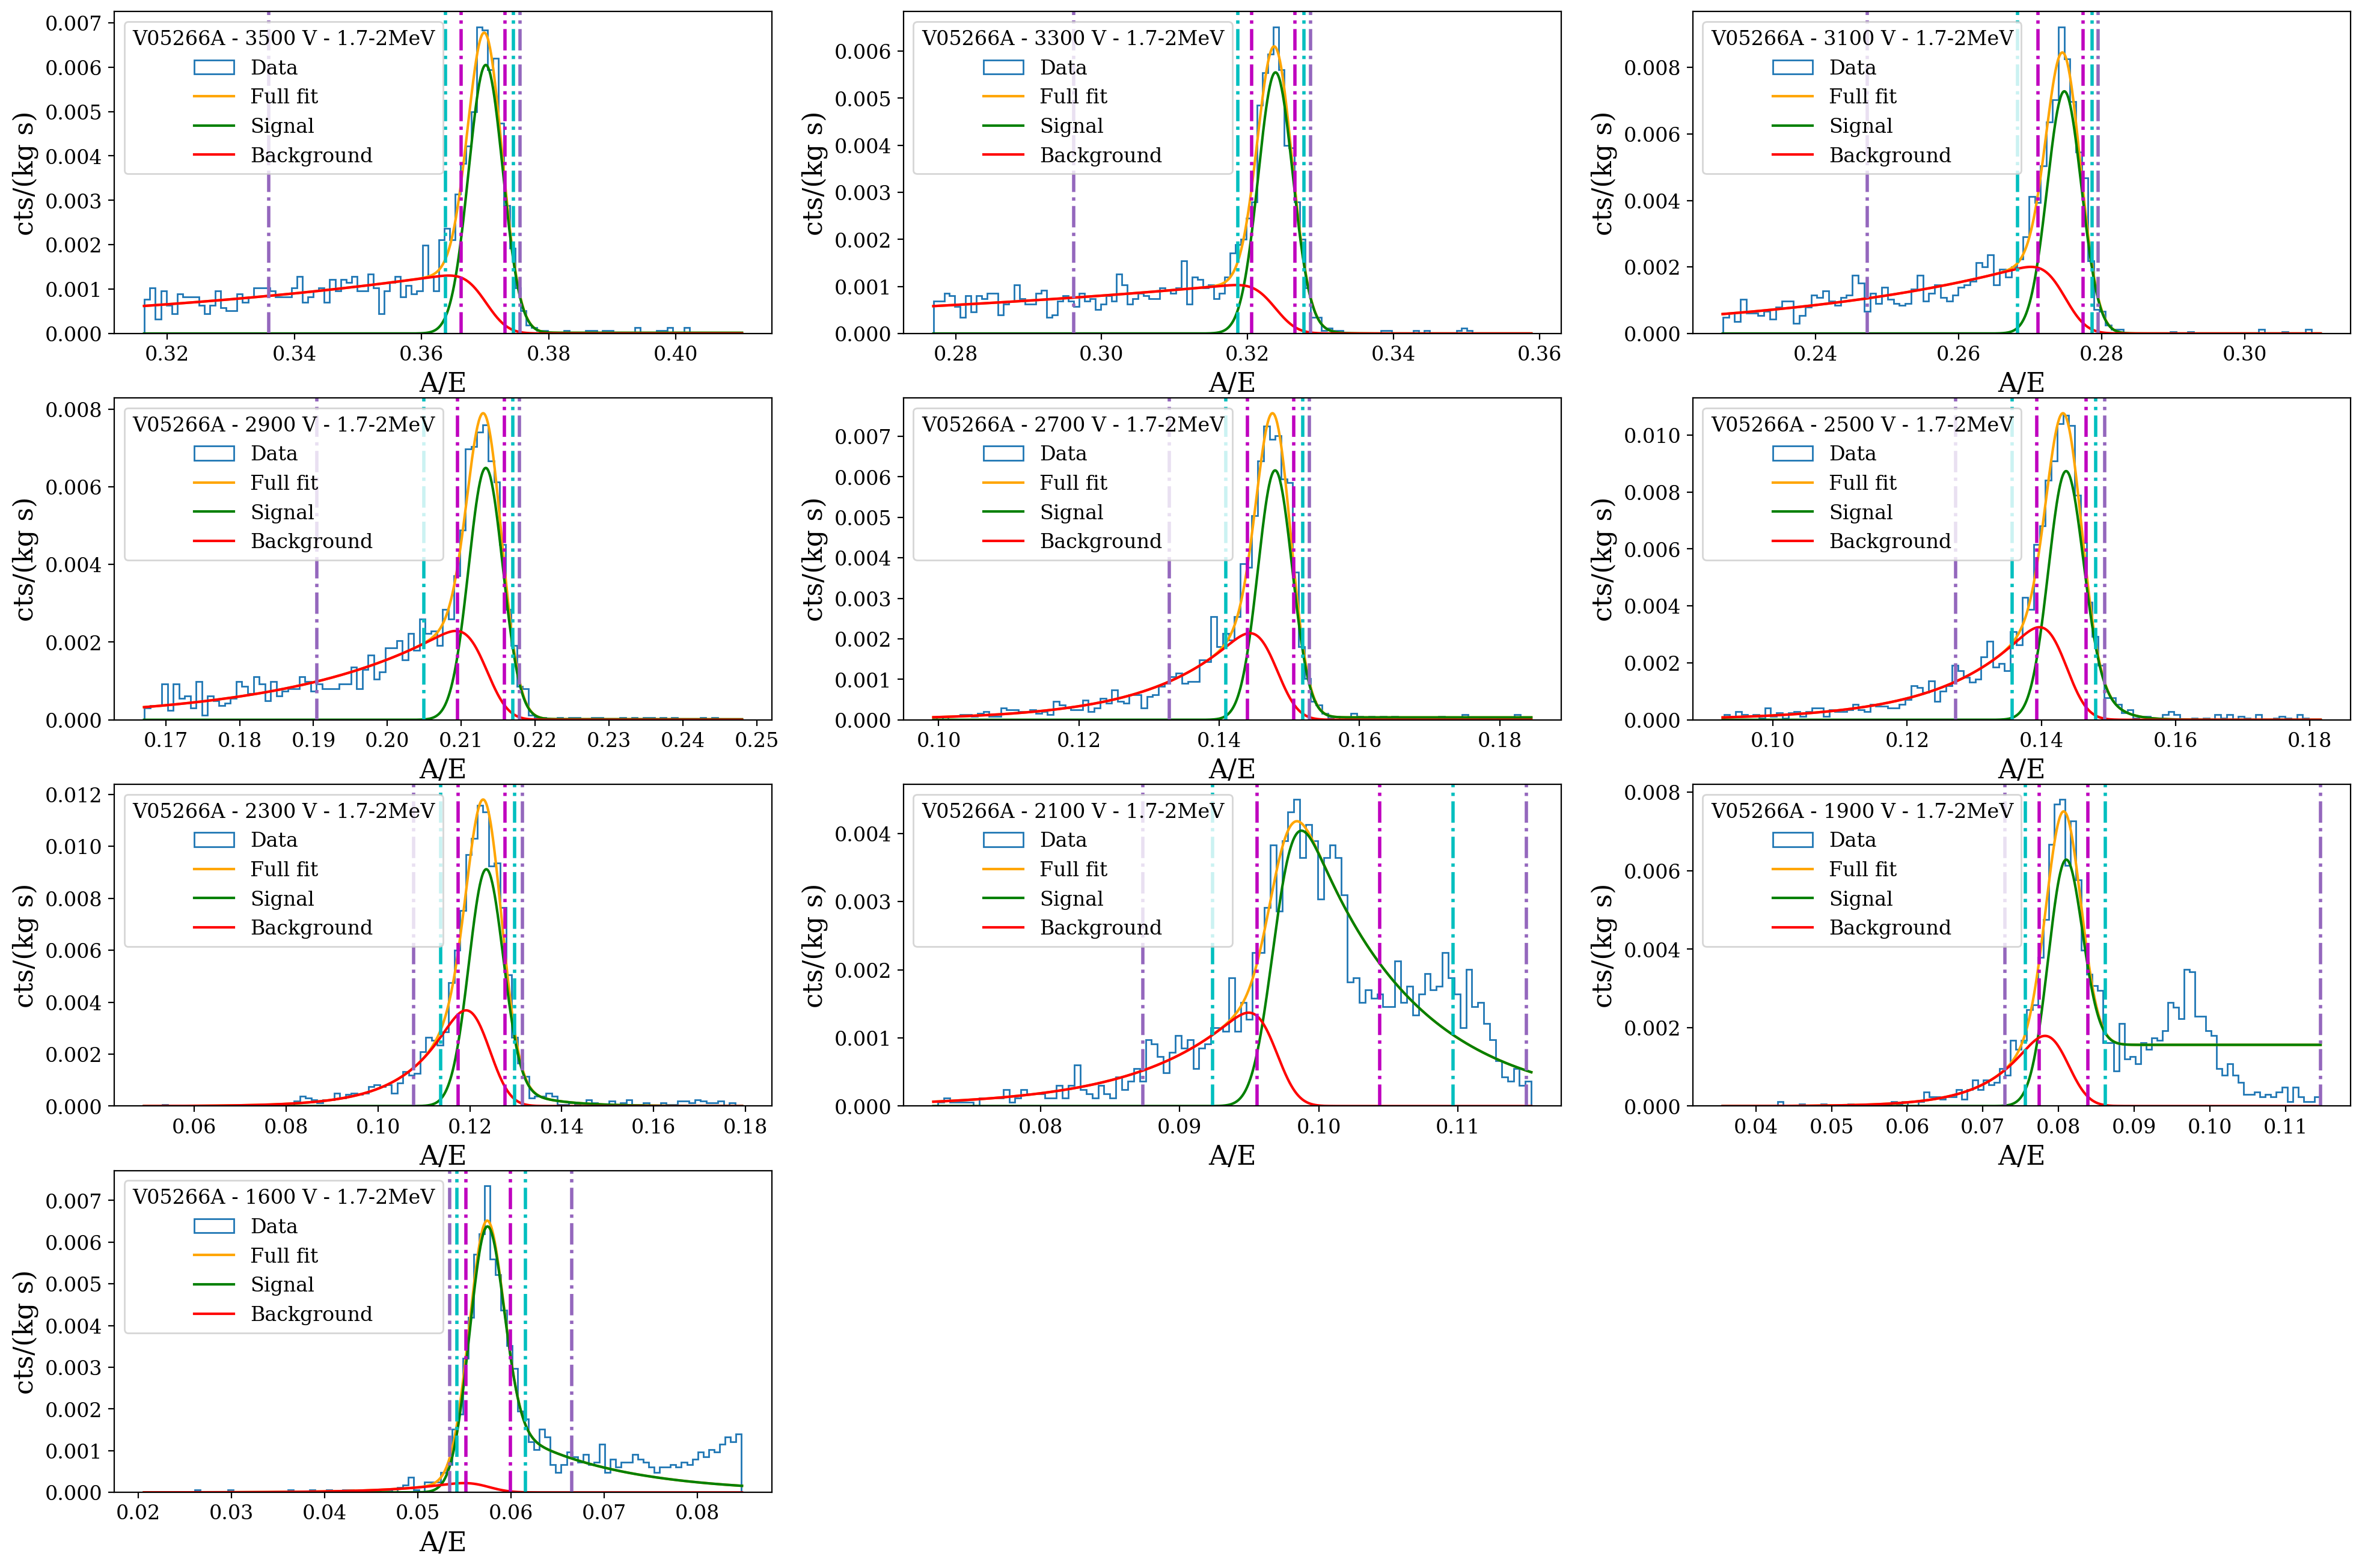 V05266A - 3500 V - 1.7-2MeV
Data
Full fit
Signal
Background
cts/(kg s)
0.007
0.006
0.005
0.004
0.003
0.002
0.001
0.000
0.32 0.34 0.36 0.38 0.40
A/E
V05266A - 3300 V - 1.7-2MeV
Data
Full fit
Signal
Background
cts/(kg s)
0.006
0.005
0.004
0.003
0.002
0.001
0.000
0.28 0.30 0.32 0.34 0.36
A/E
V05266A - 3100 V - 1.7-2MeV
Data
Full fit
Signal
Background
cts/(kg s)
0.008
0.006
0.004
0.002
0.000
0.24 0.26 0.28 0.30
A/E
V05266A - 2900 V - 1.7-2MeV
Data
Full fit
Signal
Background
cts/(kg s)
0.008
0.006
0.004
0.002
0.000
0.17 0.18 0.19 0.20 0.21 0.22 0.23 0.24 0.25
A/E
V05266A - 2700 V - 1.7-2MeV
Data
Full fit
Signal
Background
cts/(kg s)
0.007
0.006
0.005
0.004
0.003
0.002
0.001
0.000
0.10 0.12 0.14 0.16 0.18
A/E
V05266A - 2500 V - 1.7-2MeV
Data
Full fit
Signal
Background
cts/(kg s)
0.010
0.008
0.006
0.004
0.002
0.000
0.10 0.12 0.14 0.16 0.18
A/E
V05266A - 2300 V - 1.7-2MeV
Data
Full fit
Signal
Background
cts/(kg s)
0.012
0.010
0.008
0.006
0.004
0.002
0.000
0.06 0.08 0.10 0.12 0.14 0.16 0.18
A/E
V05266A - 2100 V - 1.7-2MeV
Data
Full fit
Signal
Background
cts/(kg s)
0.004
0.003
0.002
0.001
0.000
0.08 0.09 0.10 0.11
A/E
V05266A - 1900 V - 1.7-2MeV
Data
Full fit
Signal
Background
cts/(kg s)
0.008
0.006
0.004
0.002
0.000
0.04 0.05 0.06 0.07 0.08 0.09 0.10 0.11
A/E
V05266A - 1600 V - 1.7-2MeV
Data
Full fit
Signal
Background
cts/(kg s)
0.007
0.006
0.005
0.004
0.003
0.002
0.001
0.000
0.02 0.03 0.04 0.05 0.06 0.07 0.08
A/E